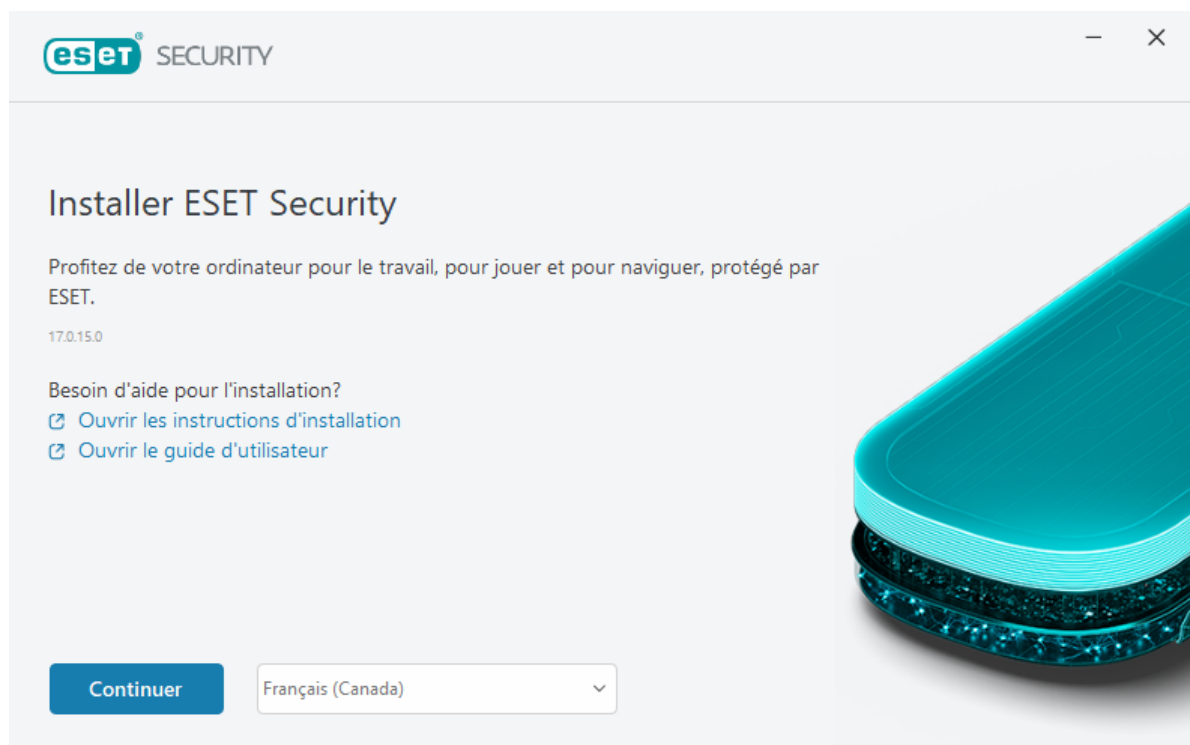 eset® SECURITY
Installer ESET Security
Profitez de votre ordinateur pour le travail, pour jouer et pour naviguer, protégé par
ESET.
17.0.15.0
Besoin d'aide pour l'installation?
Ouvrir les instructions d'installation
Ouvrir le guide d'utilisateur
Continuer
Français (Canada)